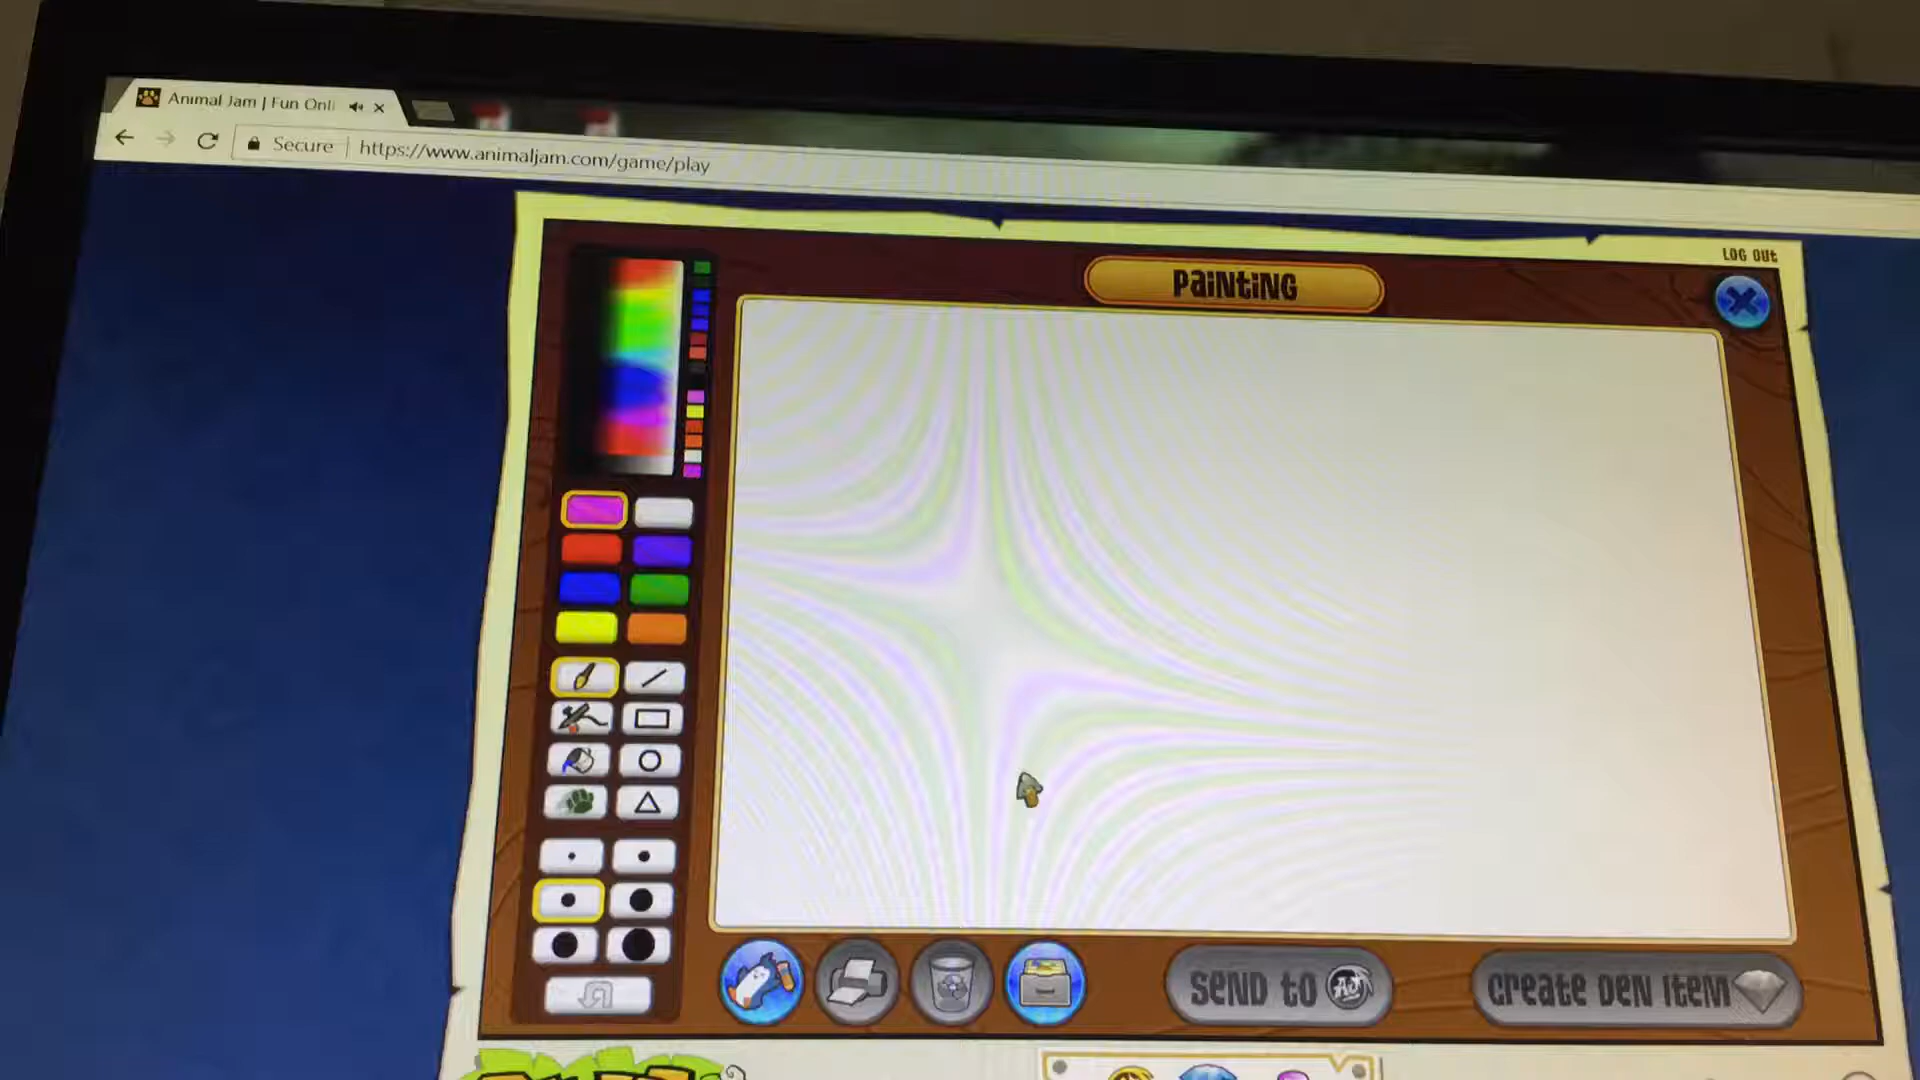 Animal Jam | Fun Onli
Secure
https://www.animaljam.com/game/play
LOG OUT
PAINTING
SEND TO AJ
CREATE DEN ITEM